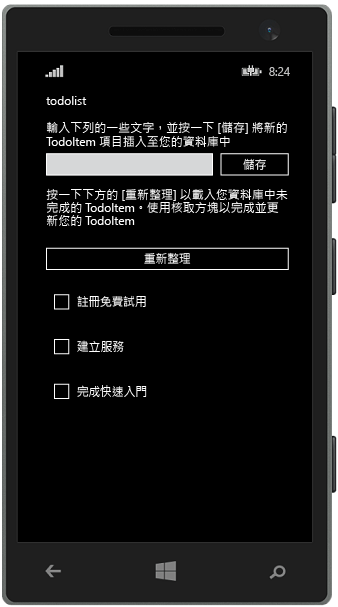 8:24
todolist
輸入下列的一些文字，並按一下 [儲存] 將新的
TodoItem 項目插入至您的資料庫中
儲存
按一下下方的 [重新整理] 以載入您資料庫中未
完成的 TodoItem。使用核取方塊以完成並更
新您的 TodoItem
重新整理
註冊免費試用
建立服務
完成快速入門